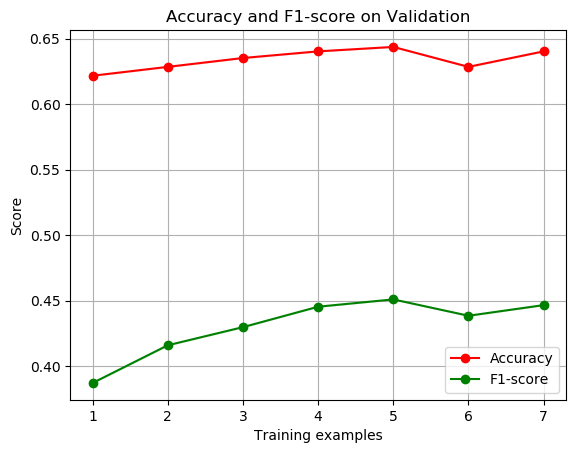 Accuracy and F1-score on Validation
0.65
0.60
0.55
0.50
0.45
0.40
Score
1 2 3 4 5 6 7
Training examples
Accuracy
F1-score